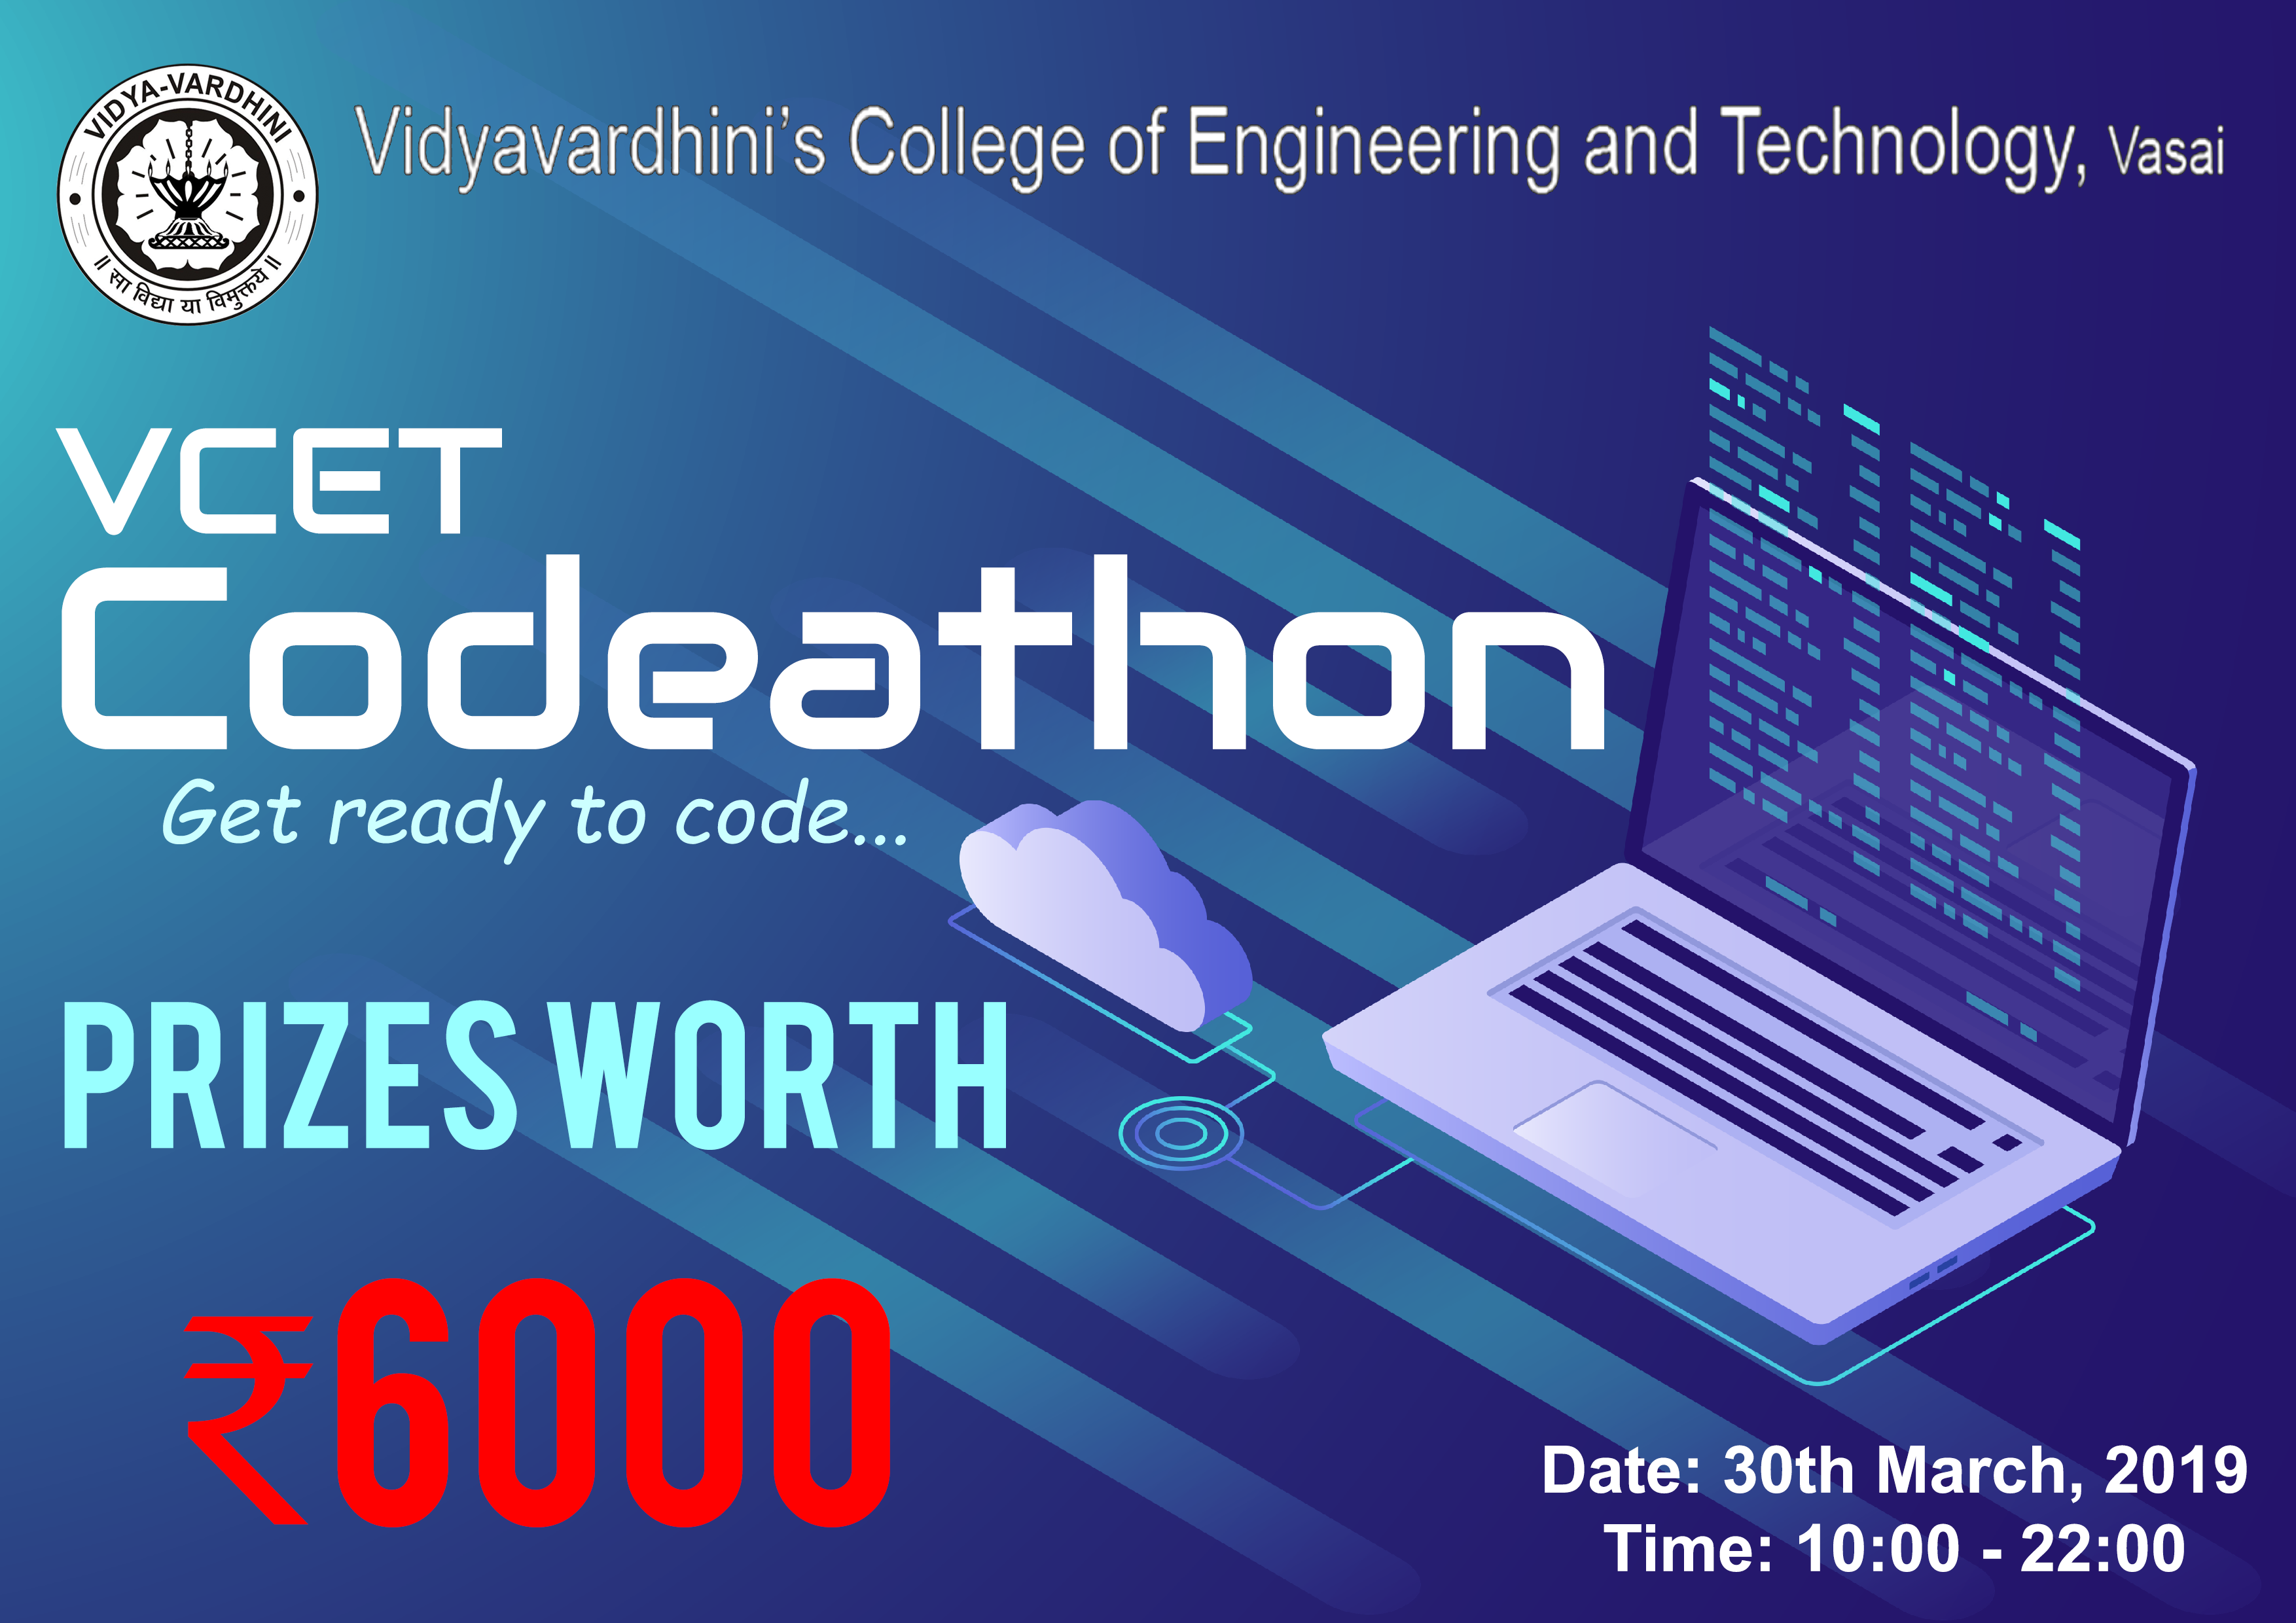 VIDYA-VARDHINI
॥ सा विद्या या विमुक्तये ॥
Vidyavardhini's College of Engineering and Technology, Vasai
VCET
Codeathon
Get ready to code...
PRIZES WORTH
₹6000
Date: 30th March, 2019
Time: 10:00 - 22:00